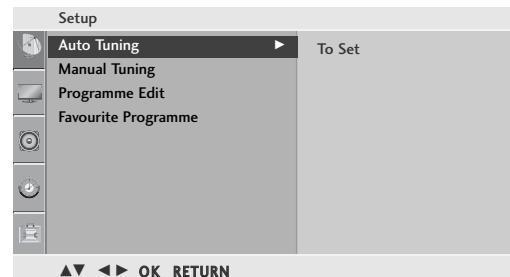 Setup
Auto Tuning ► To Set
Manual Tuning
Programme Edit
Favourite Programme
▲▼ ◄► OK RETURN